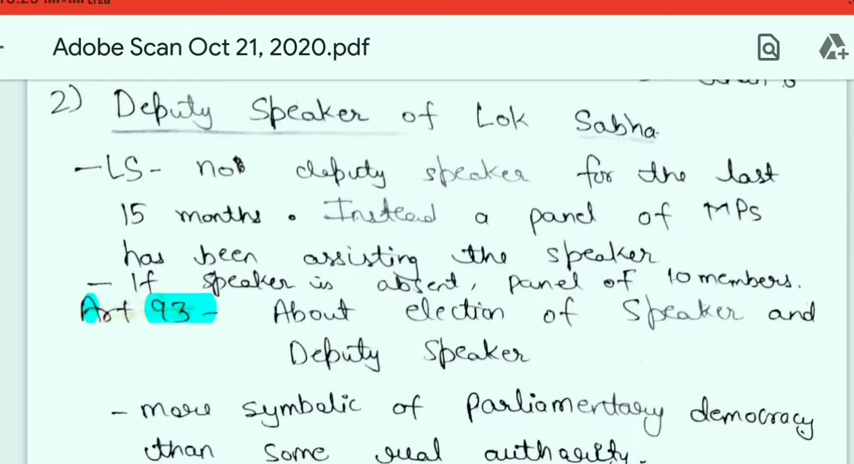 Adobe Scan Oct 21, 2020.pdf
2) Deputy Speaker of Lok Sabha.
- LS - no deputy speaker for the last
15 months. Instead a panel of MPs
has been assisting the speaker
- If speaker is absent, panel of 10 members.
Art 93 - About election of Speaker and
Deputy Speaker
- more symbolic of parliamentary democracy
than some real authority.